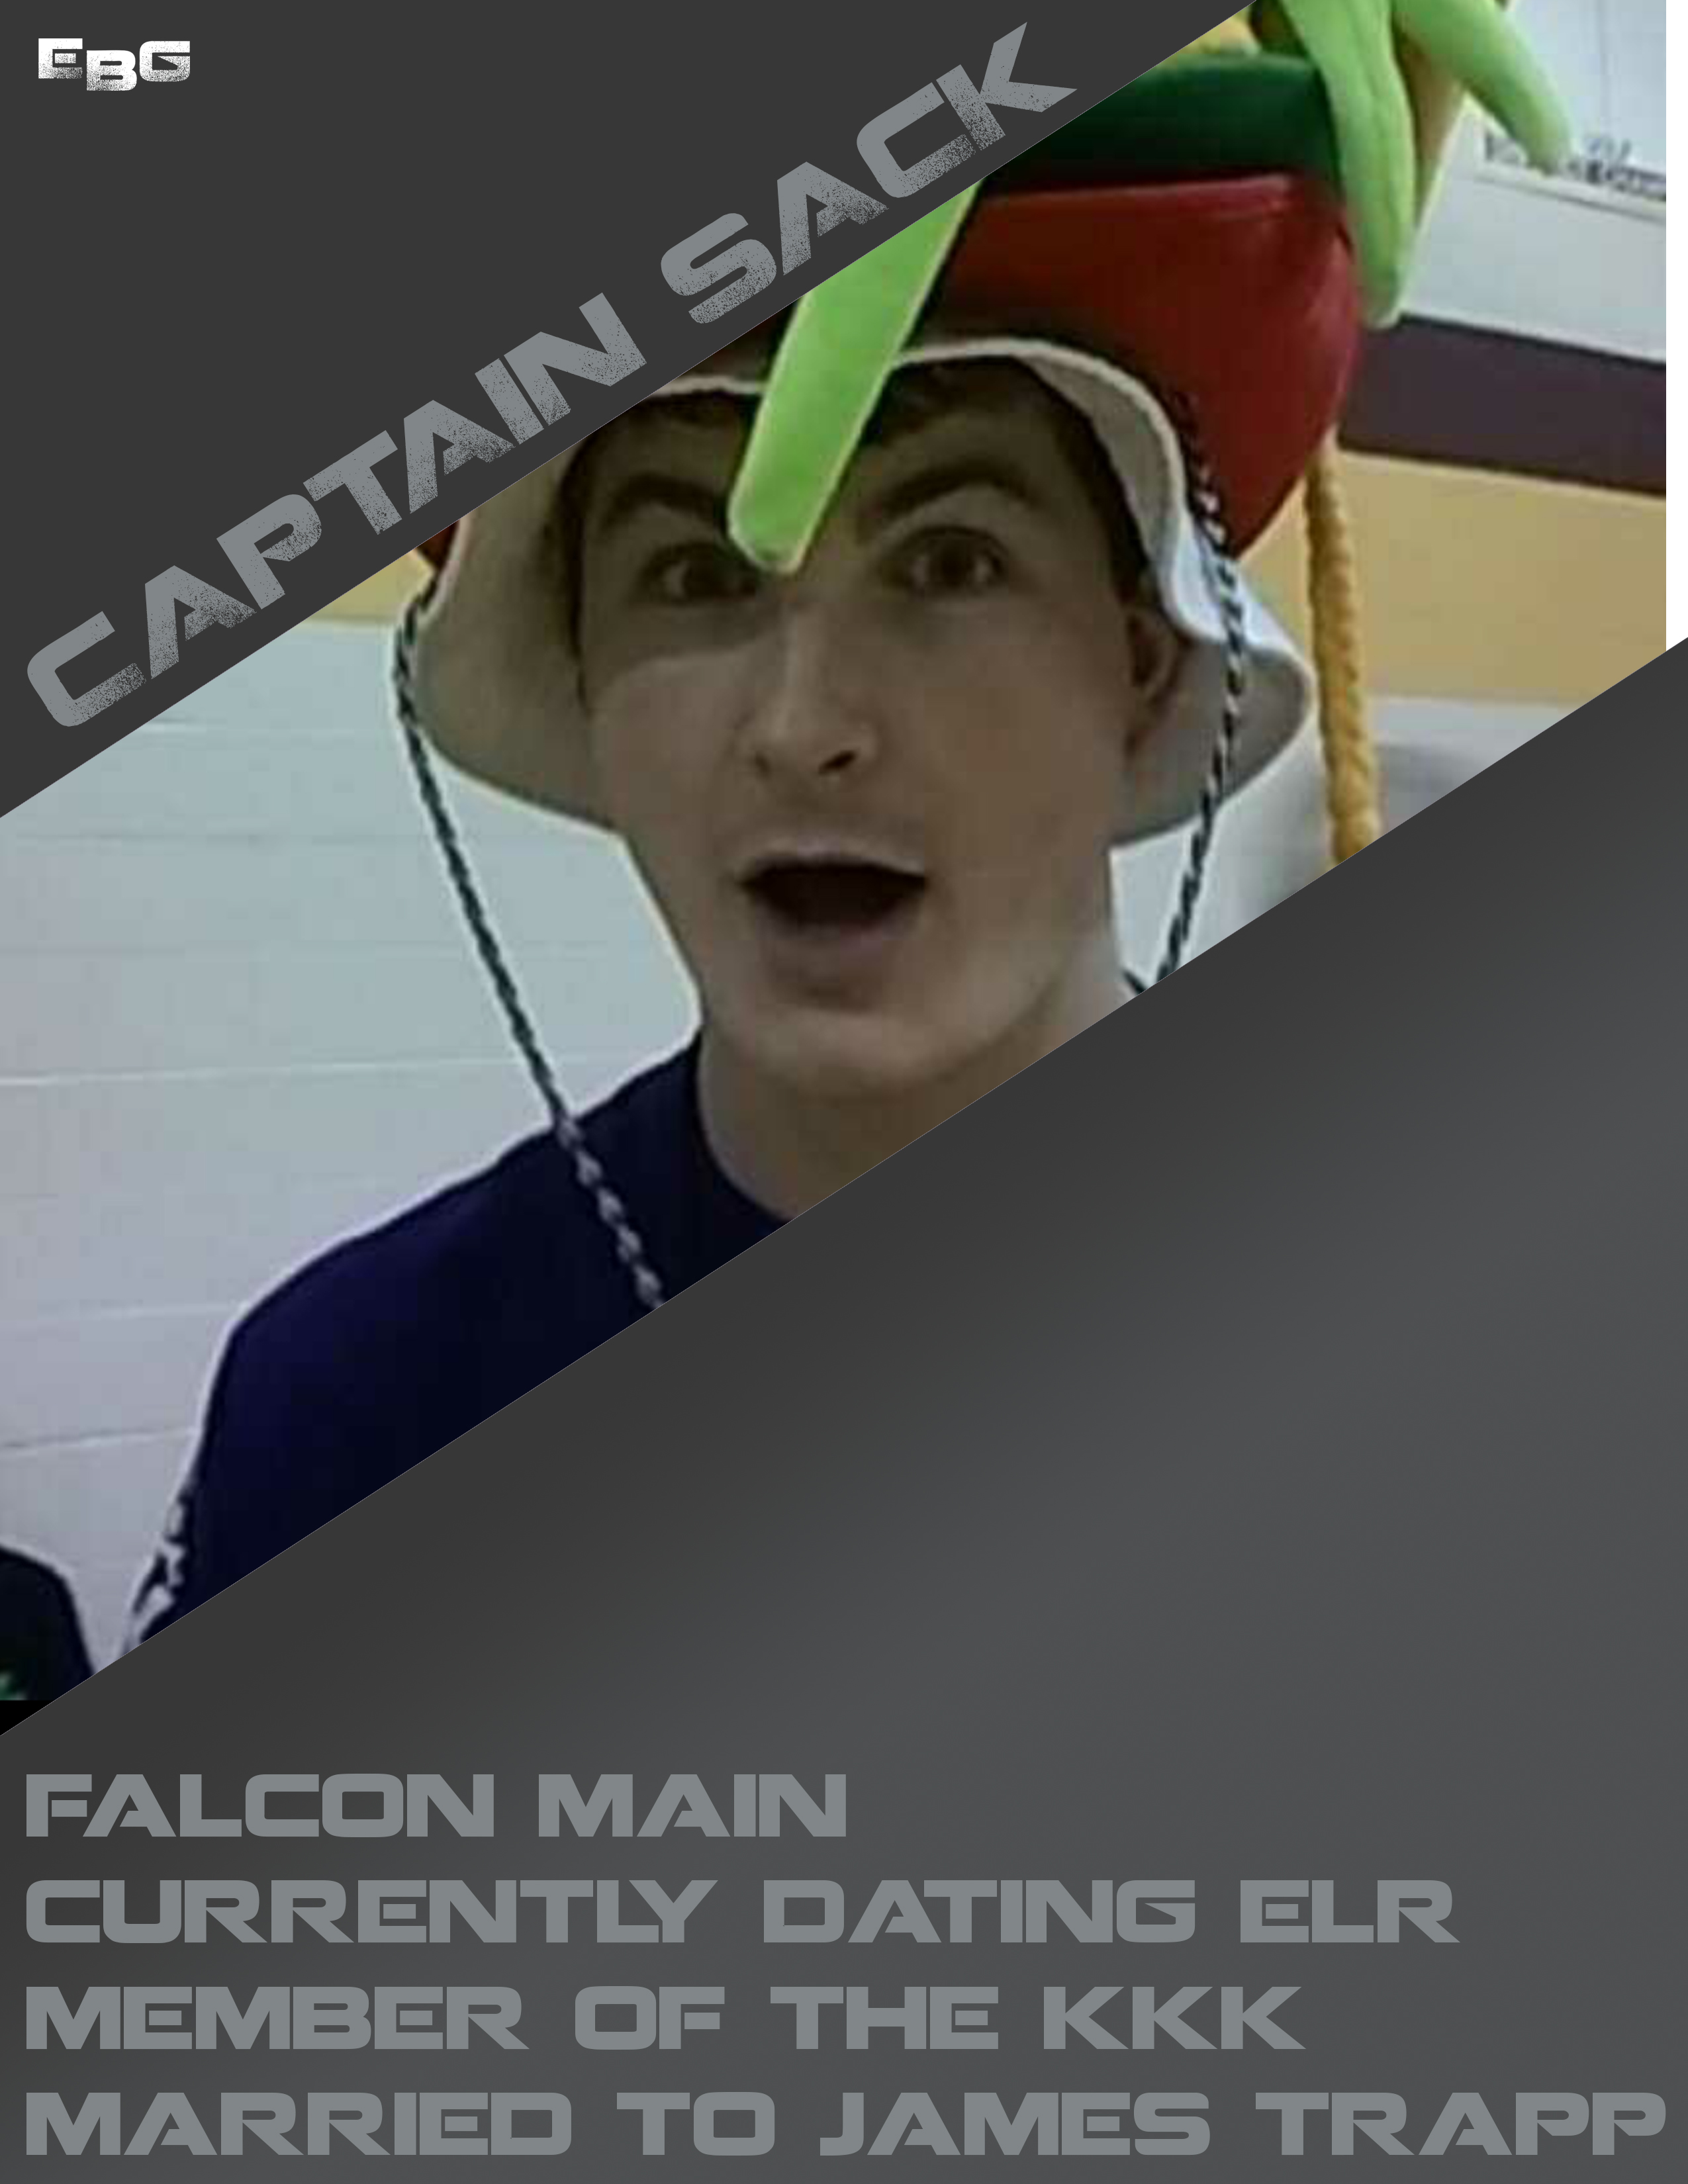 EBG
CAPTAIN SACK
FALCON MAIN
CURRENTLY DATING ELR
MEMBER OF THE KKK
MARRIED TO JAMES TRAPP